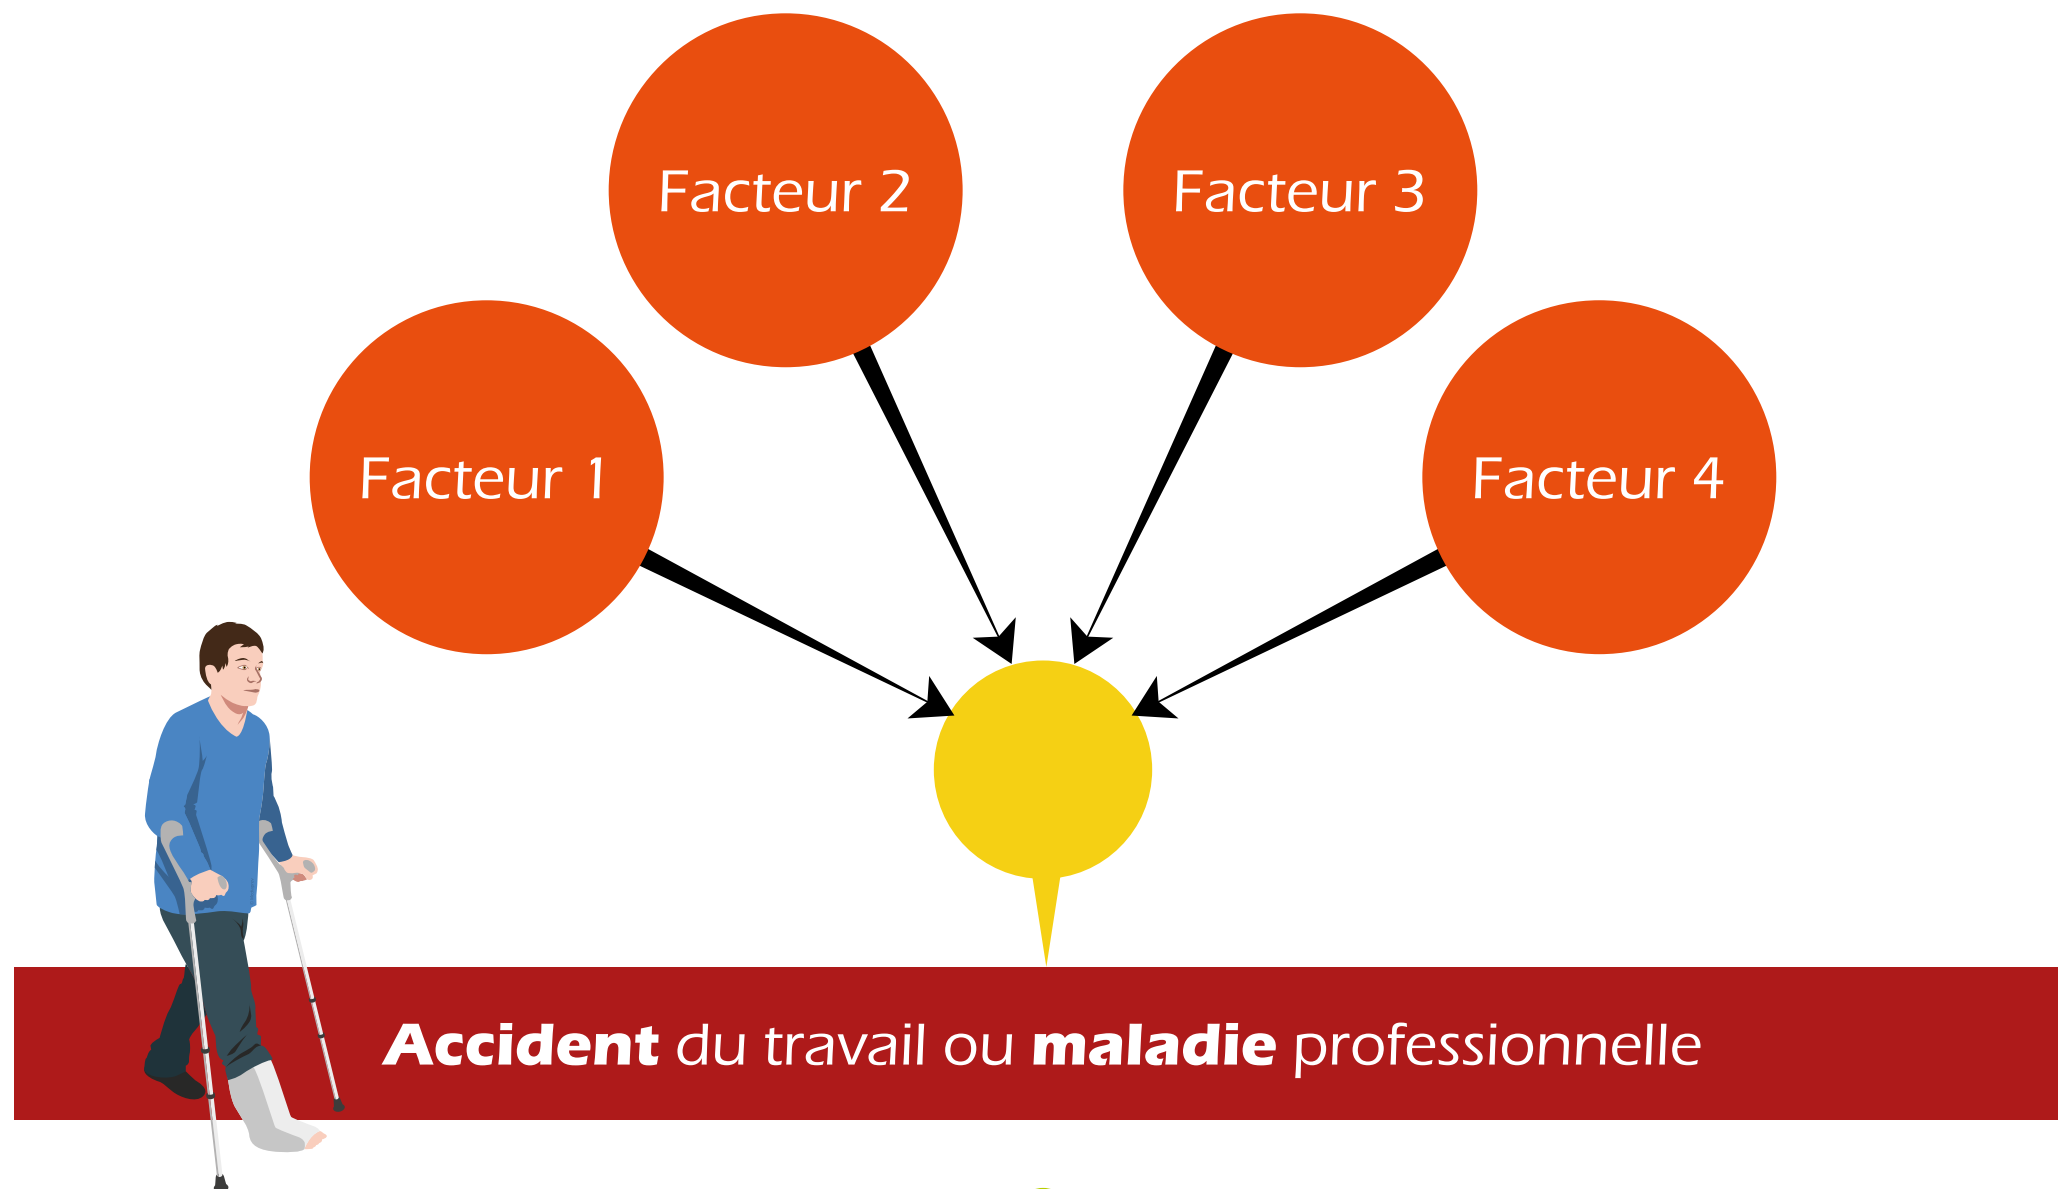 Facteur 2
Facteur 3
Facteur 1
Facteur 4
Accident du travail ou maladie professionnelle